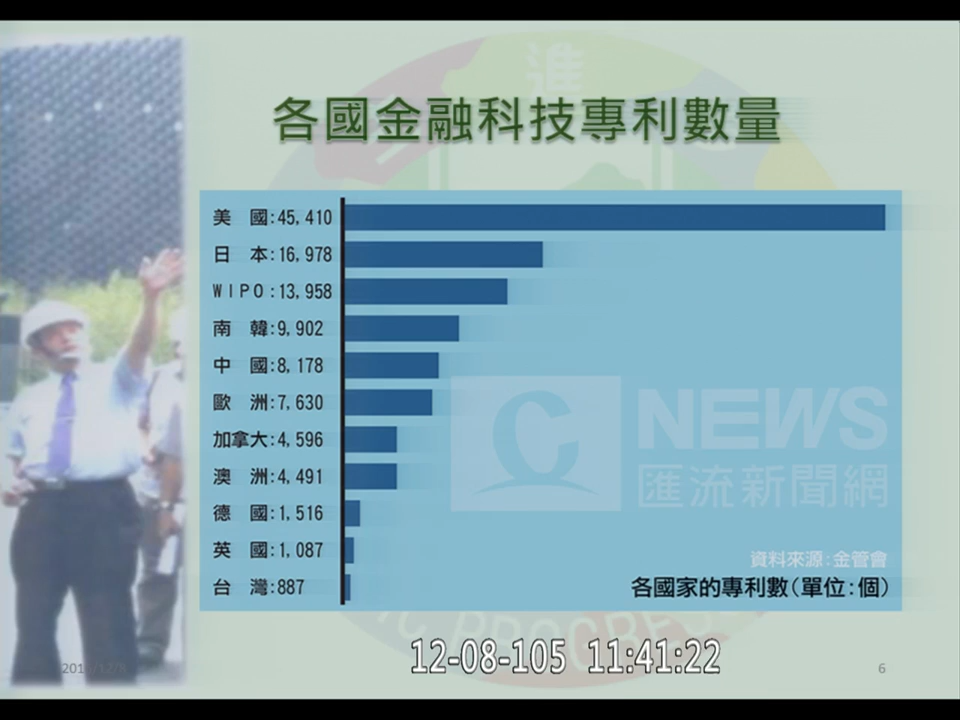 各國金融科技專利數量
美　國:45,410
日　本:16,978
WIPO:13,958
南　韓:9,902
中　國:8,178
歐　洲:7,630
加拿大:4,596
澳　洲:4,491
德　國:1,516
英　國:1,087
台　灣:887
CNEWS
匯流新聞網
資料來源:金管會
各國家的專利數(單位:個)
12-08-105 11:41:22
6